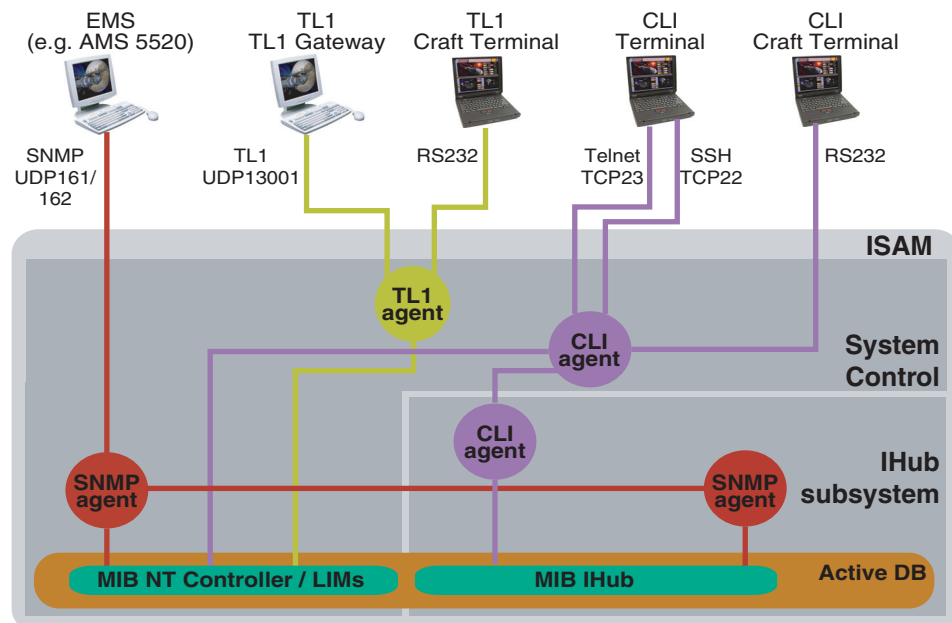 EMS
(e.g. AMS 5520)
TL1
TL1 Gateway
TL1
Craft Terminal
CLI
Terminal
CLI
Craft Terminal
SNMP
UDP161/
162
TL1
UDP13001
RS232
Telnet
TCP23
SSH
TCP22
RS232
ISAM
TL1
agent
CLI
agent
System
Control
CLI
agent
SNMP
agent
SNMP
agent
IHub
subsystem
MIB NT Controller / LIMs
MIB IHub
Active DB